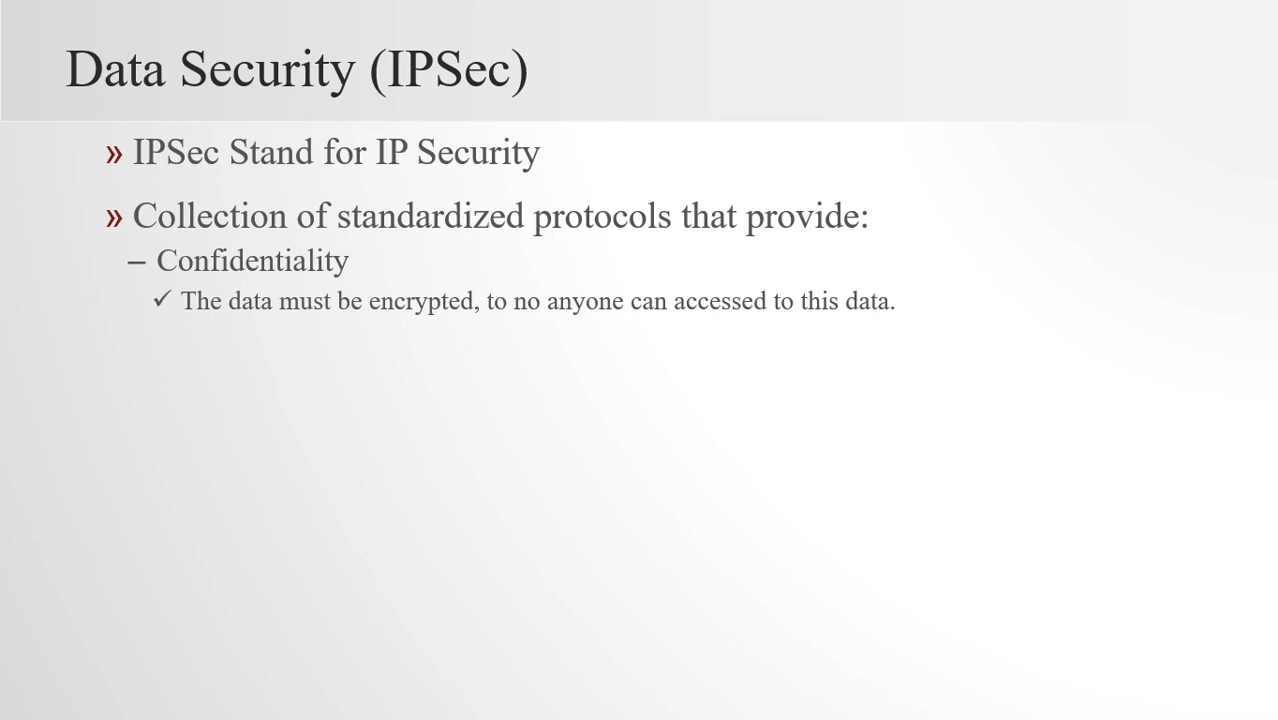 Data Security (IPSec)
» IPSec Stand for IP Security
» Collection of standardized protocols that provide:
– Confidentiality
✓ The data must be encrypted, to no anyone can accessed to this data.